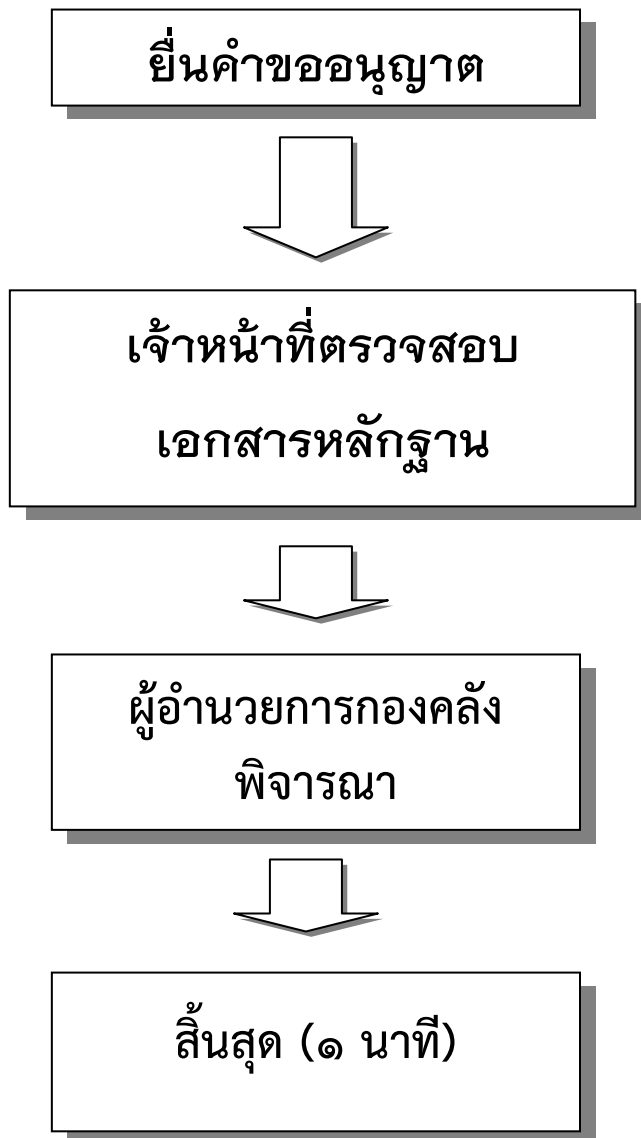 ยื่นคำขออนุญาต
เจ้าหน้าที่ตรวจสอบ
เอกสารหลักฐาน
ผู้อำนวยการกองคลัง
พิจารณา
สิ้นสุด (๑ นาที)